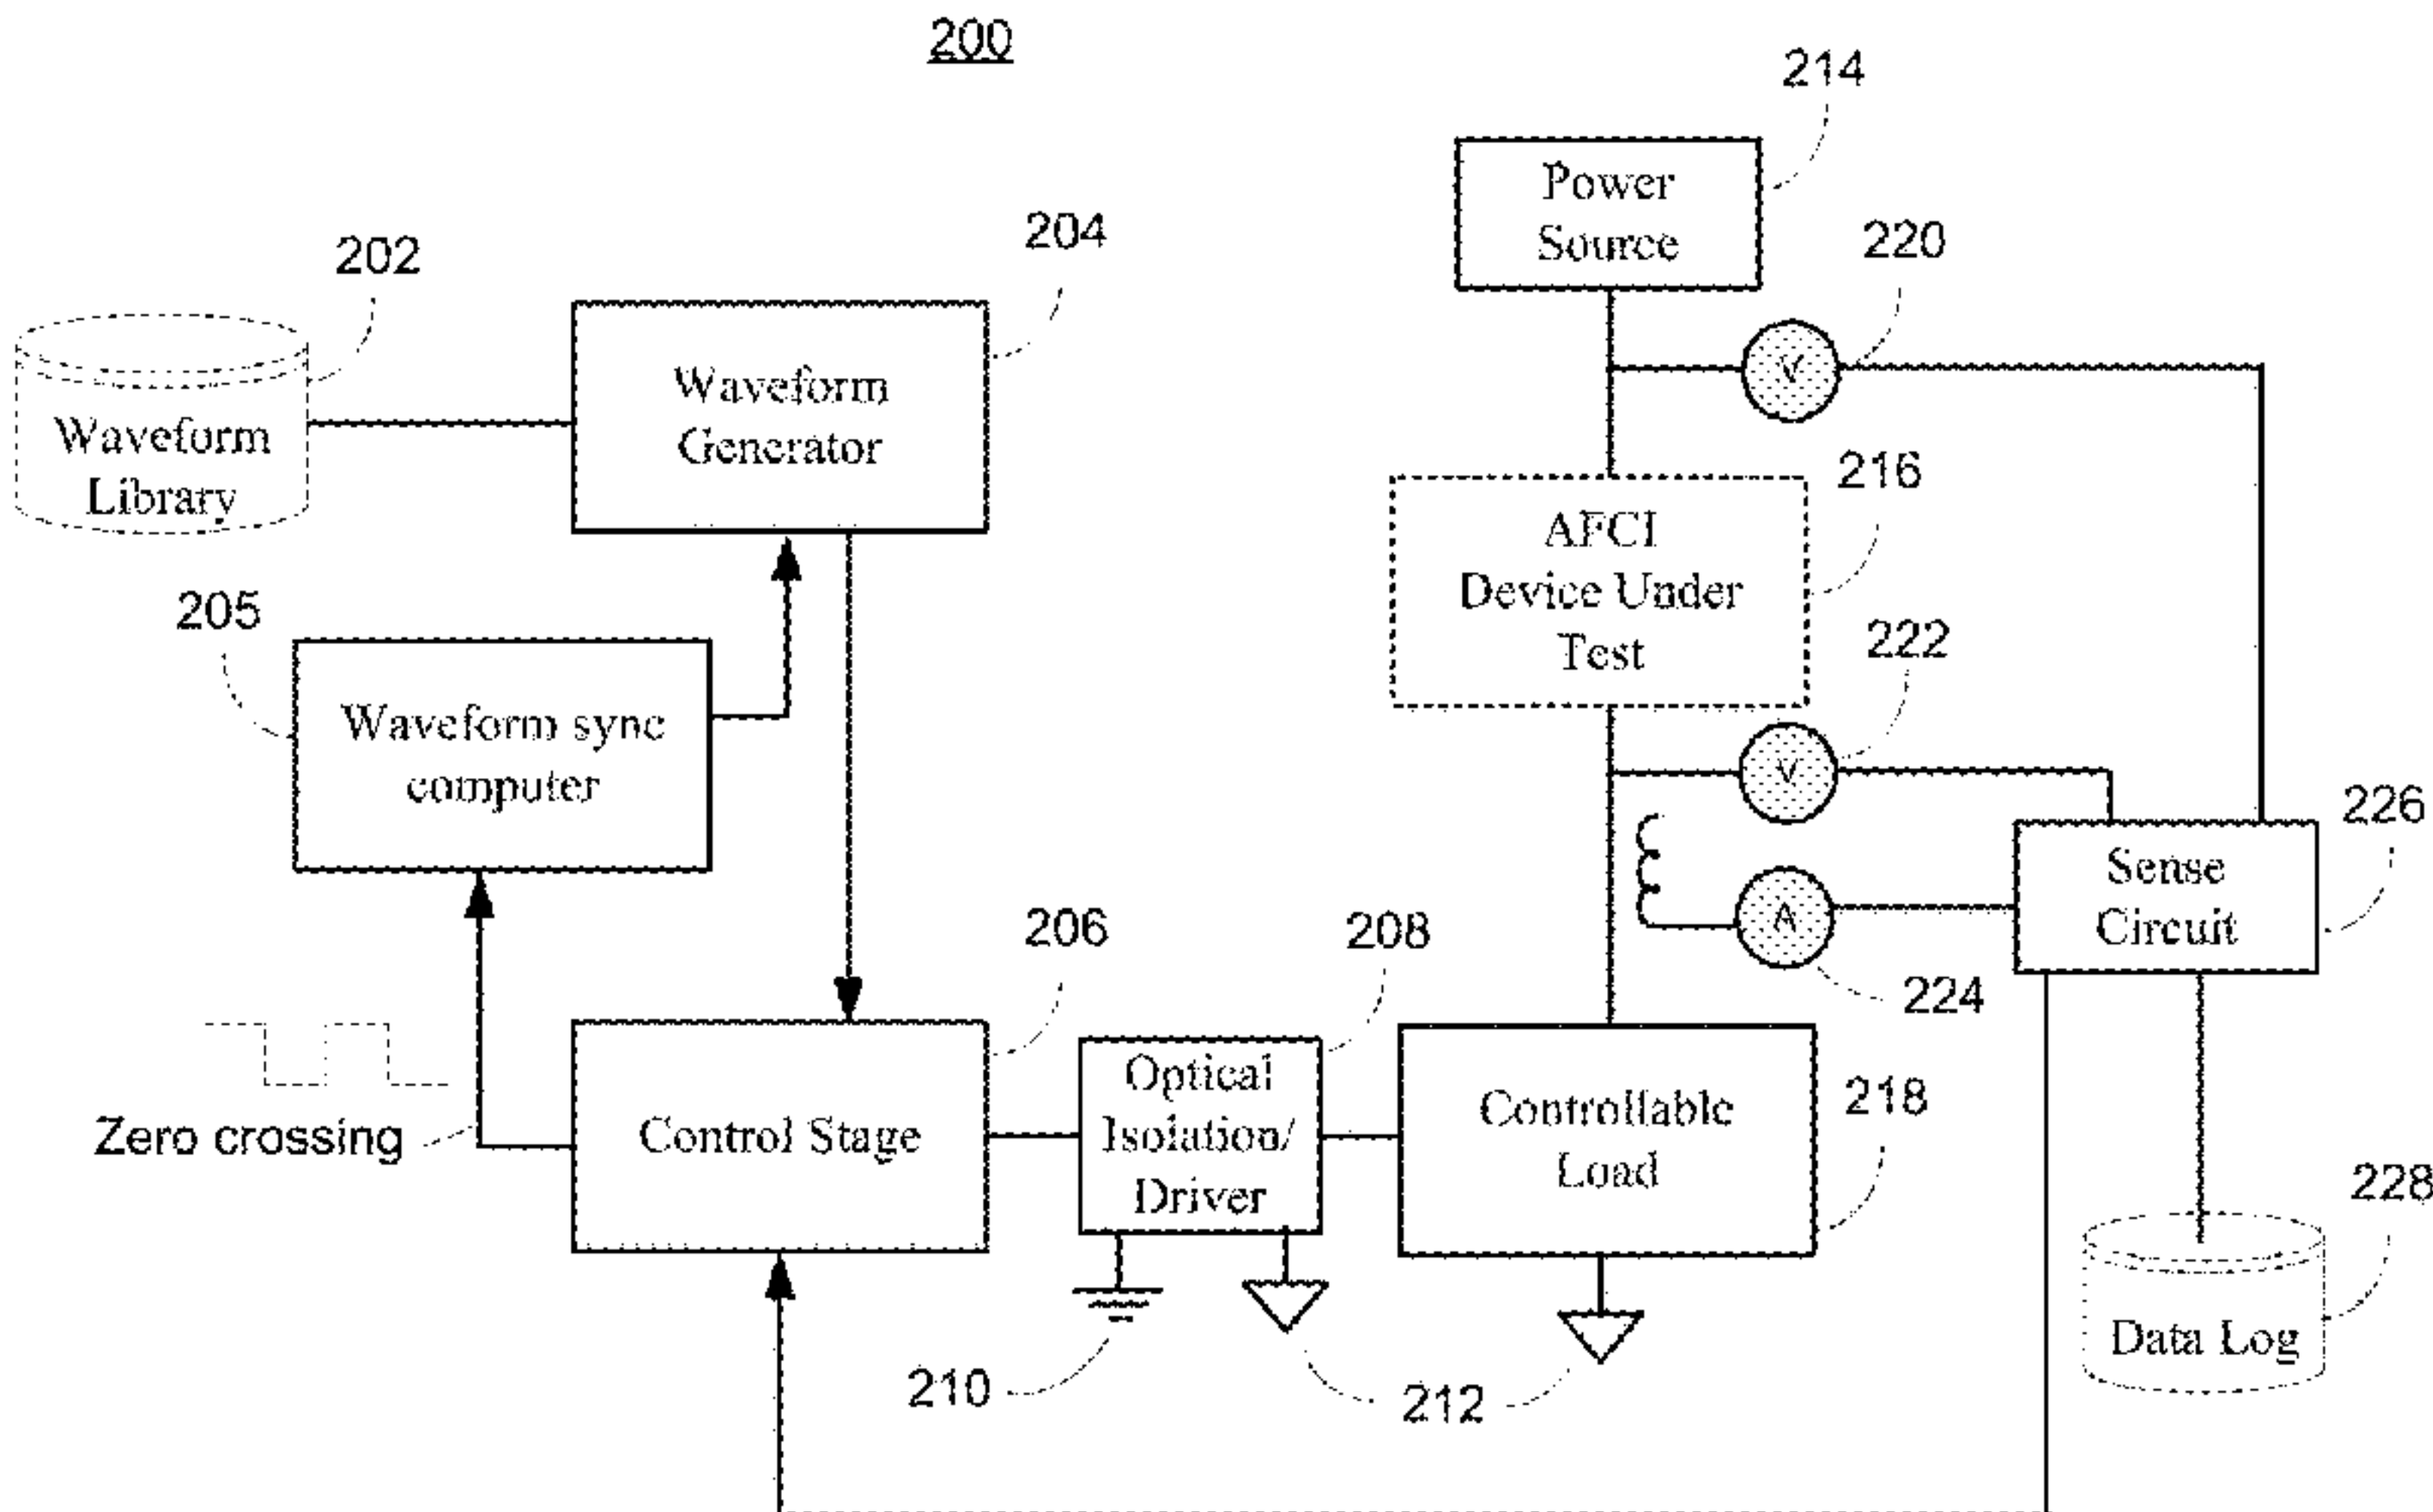 200
214
Power
Source
220
202
204
Waveform
Library
Waveform
Generator
V
216
AFCI
Device Under
Test
205
Waveform sync
computer
222
V
226
Sense
Circuit
A
224
206
208
Zero crossing
Control Stage
Optical
Isolation/
Driver
Controllable
Load
218
228
Data Log
210
212